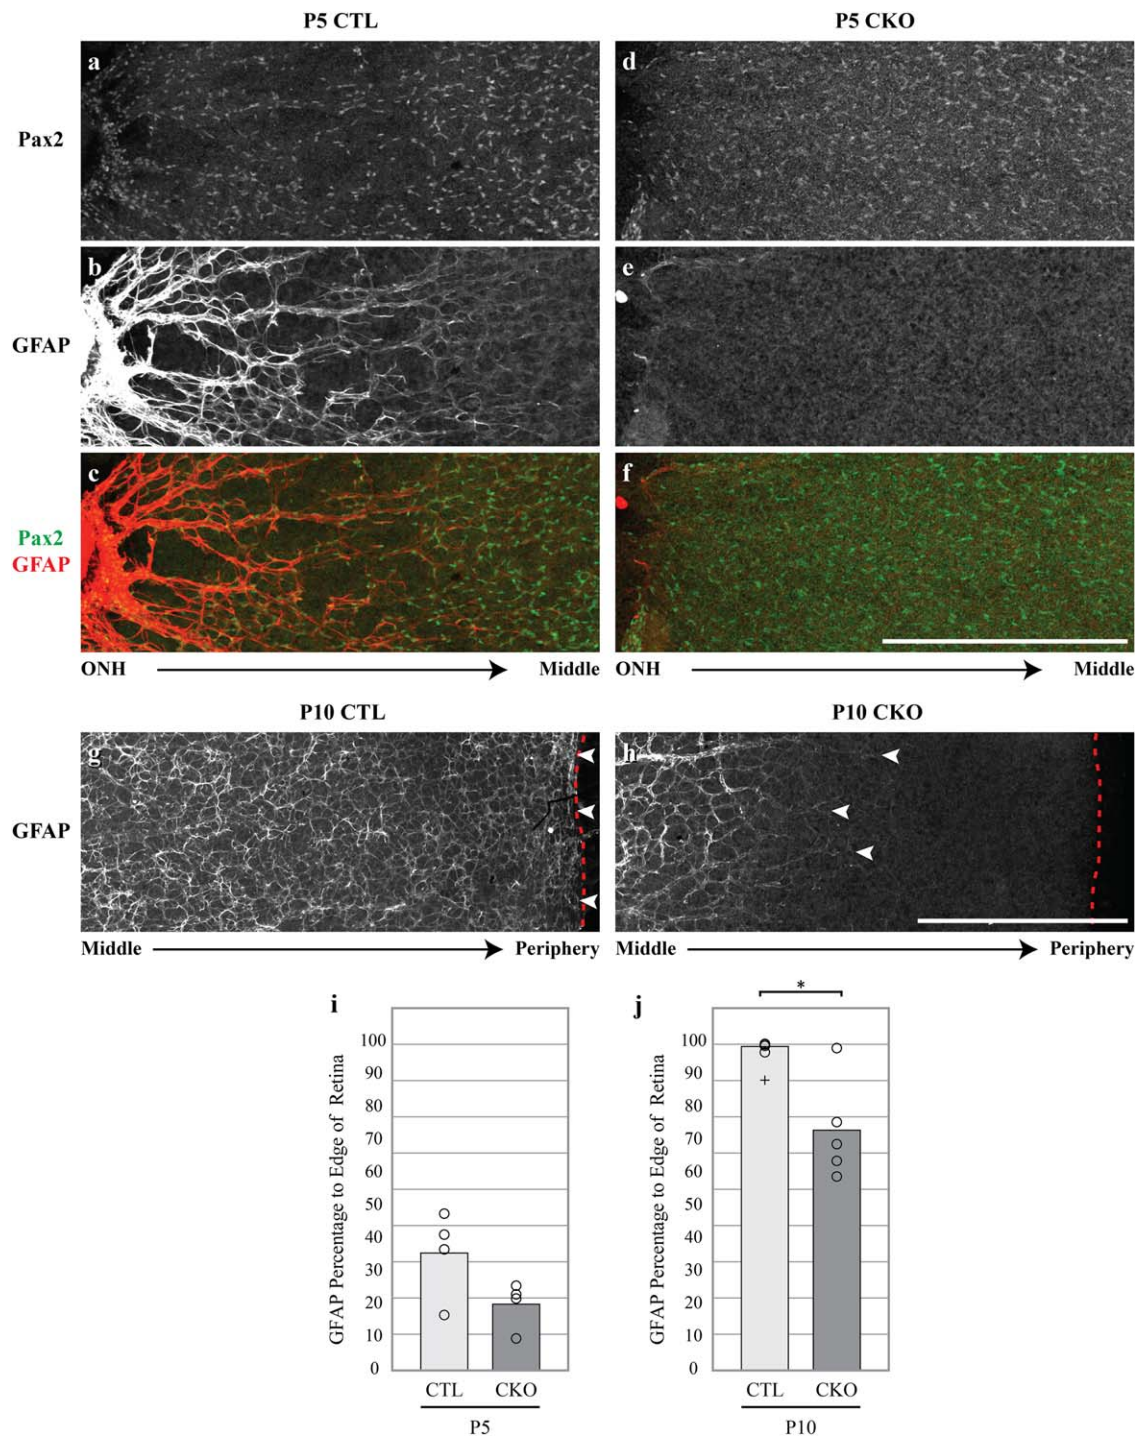 P5 CTL
P5 CKO
a
d
Pax2
b
e
GFAP
c
f
Pax2
GFAP
ONH
Middle
ONH
Middle
P10 CTL
P10 CKO
g
h
GFAP
Middle
Periphery
Middle
Periphery
i
j
*
GFAP Percentage to Edge of Retina
100
90
80
70
60
50
40
30
20
10
0
GFAP Percentage to Edge of Retina
100
90
80
70
60
50
40
30
20
10
0
CTL
CKO
CTL
CKO
P5
P10